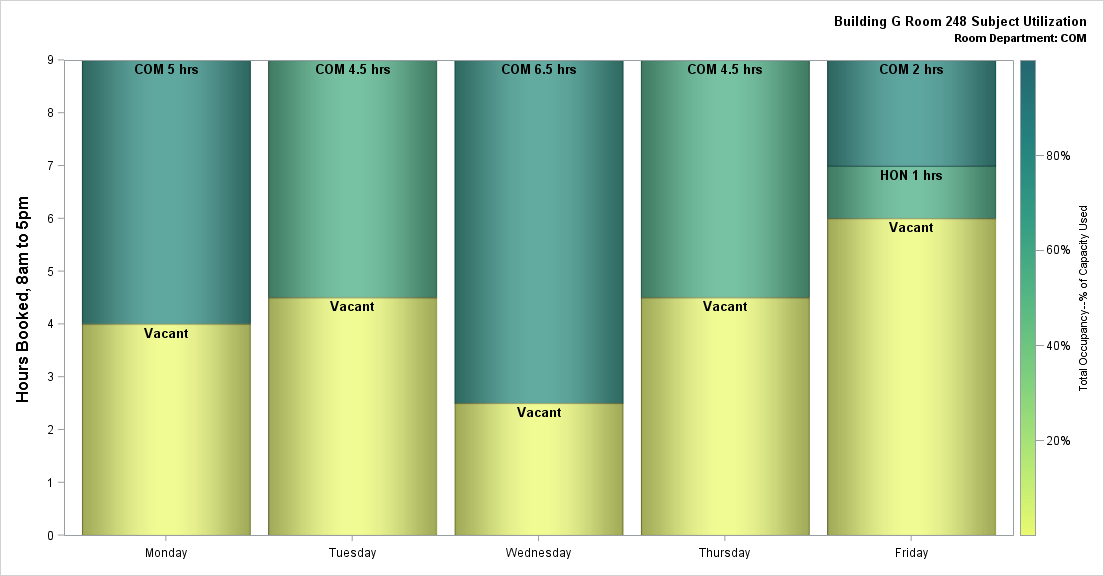 Building G Room 248 Subject Utilization
Room Department: COM
Hours Booked, 8am to 5pm
9
8
7
6
5
4
3
2
1
0
COM 5 hrs
Vacant
COM 4.5 hrs
Vacant
COM 6.5 hrs
Vacant
COM 4.5 hrs
Vacant
COM 2 hrs
HON 1 hrs
Vacant
Monday
Tuesday
Wednesday
Thursday
Friday
80%
60%
40%
20%
Total Occupancy--% of Capacity Used